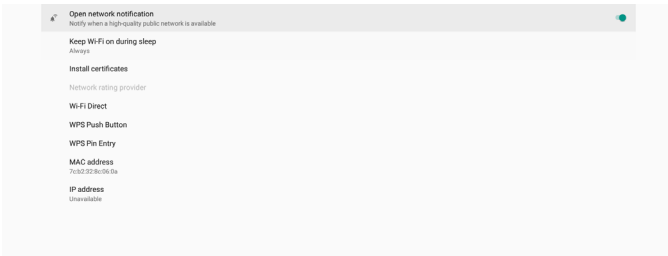 Open network notification
Notify when a high-quality public network is available
Keep Wi-Fi on during sleep
Always
Install certificates
Network rating provider
Wi-Fi Direct
WPS Push Button
WPS Pin Entry
MAC address
7c:b2:32:8c:06:0a
IP address
Unavailable